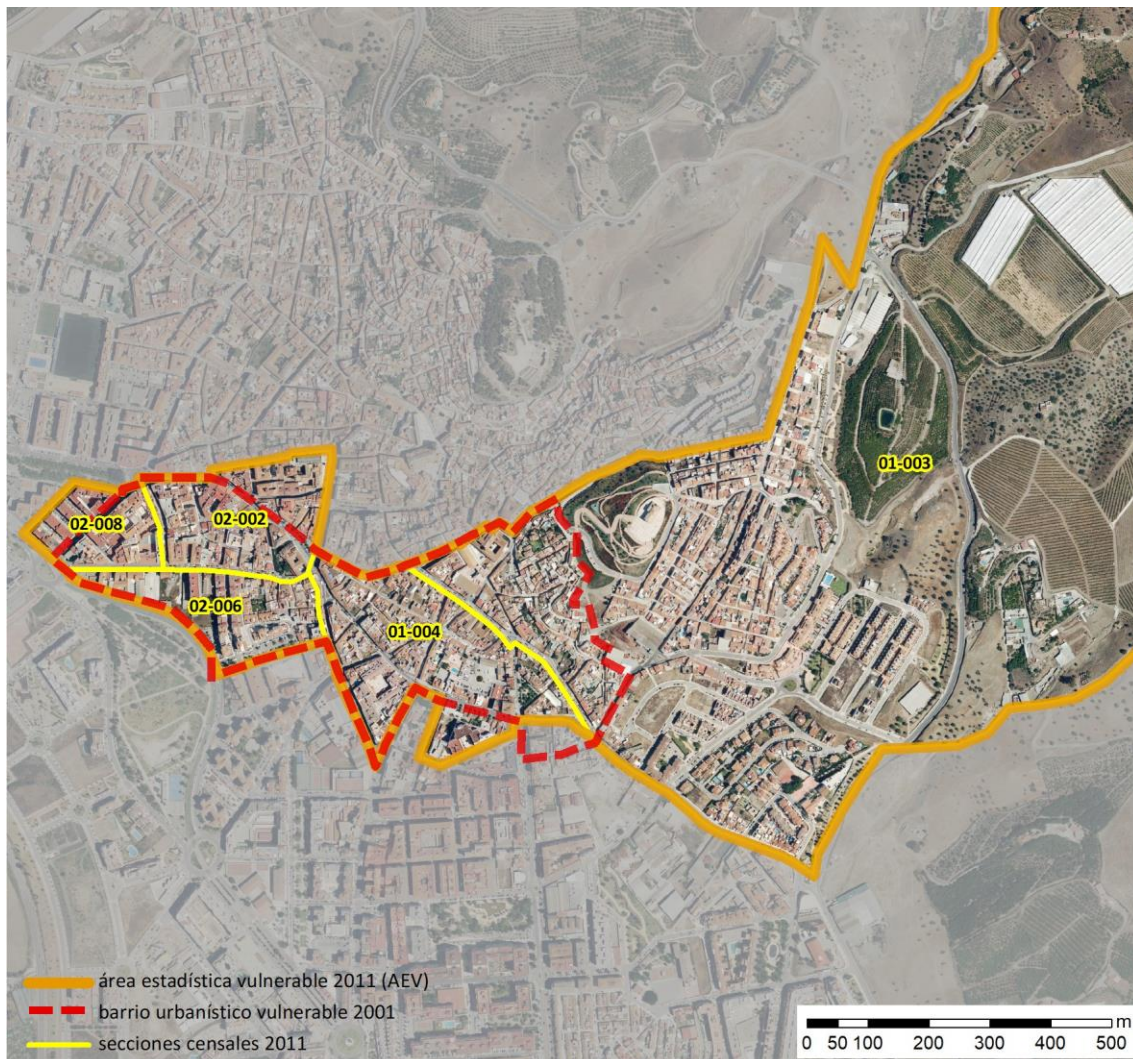 01-003
02-008
02-002
02-006
01-004
área estadística vulnerable 2011 (AEV)
barrio urbanístico vulnerable 2001
secciones censales 2011
m
0 50 100 200 300 400 500